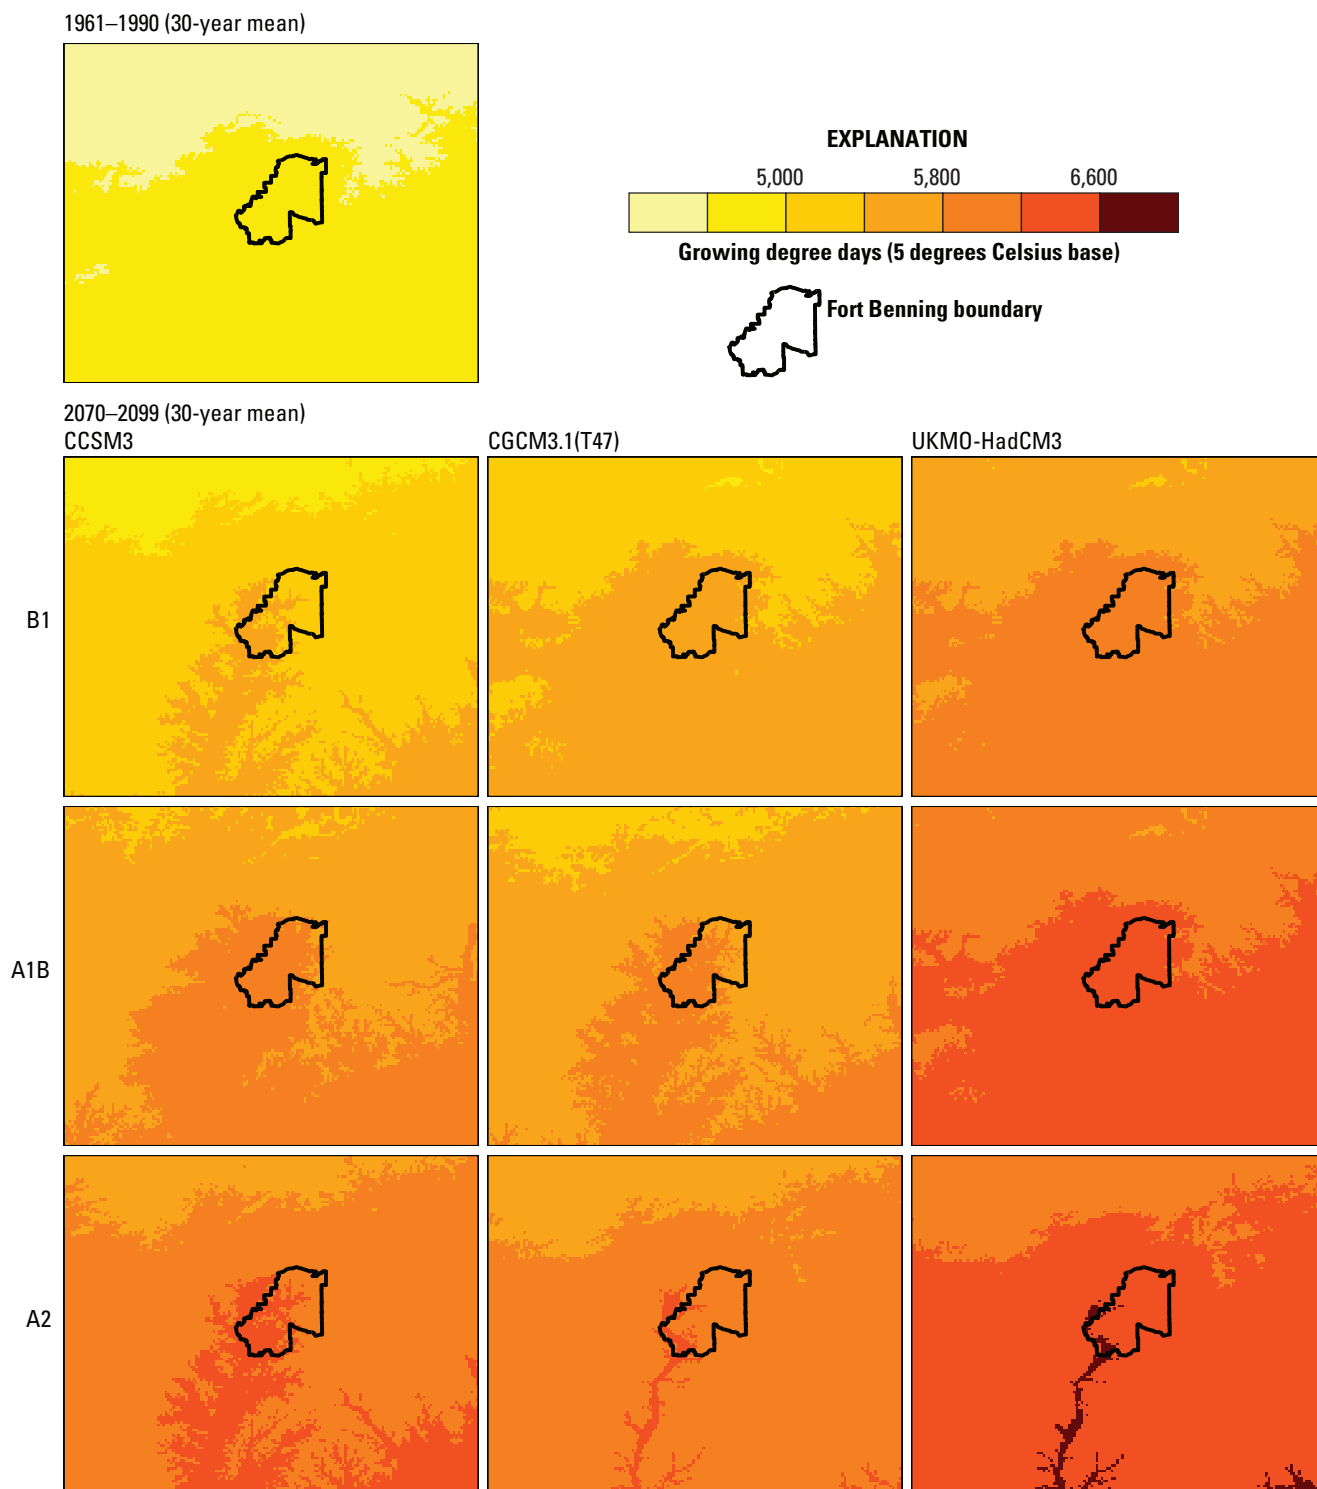 1961–1990 (30-year mean)
EXPLANATION
5,000 5,800 6,600
Growing degree days (5 degrees Celsius base)
Fort Benning boundary
2070–2099 (30-year mean)
CCSM3 CGCM3.1(T47) UKMO-HadCM3
B1
A1B
A2